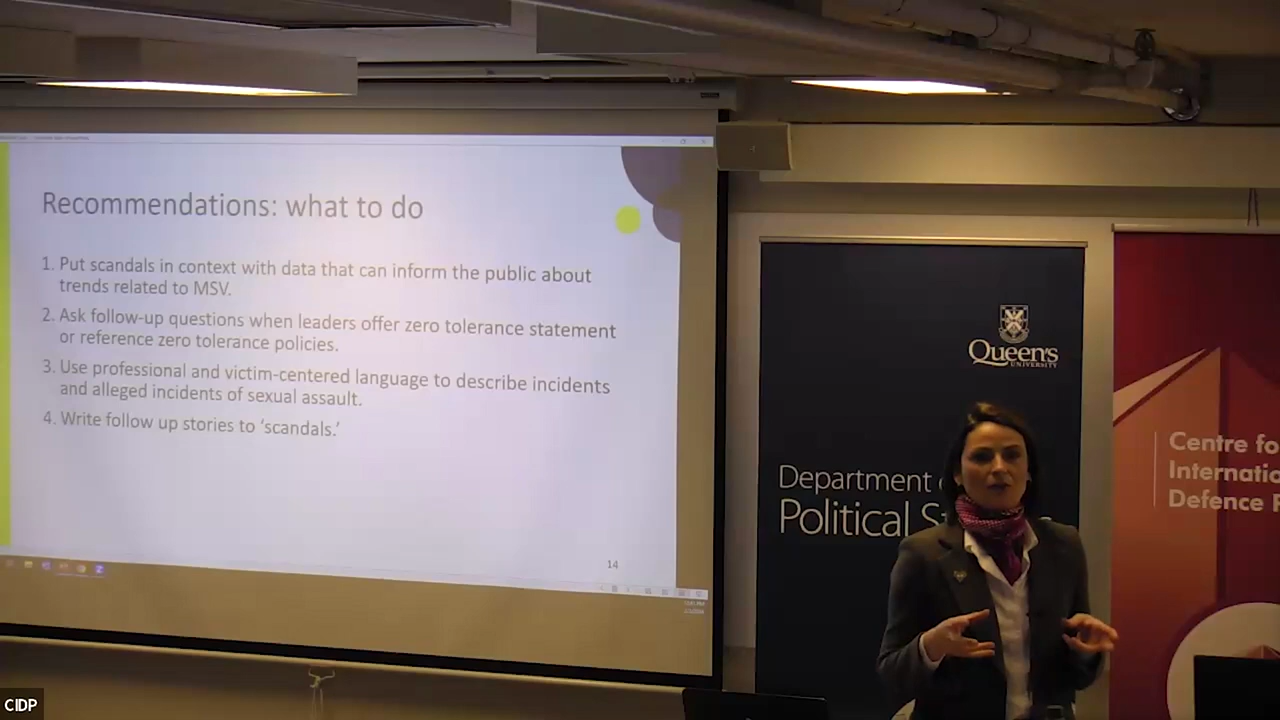 Recommendations: what to do
1. Put scandals in context with data that can inform the public about
trends related to MSV.
2. Ask follow-up questions when leaders offer zero tolerance statement
or reference zero tolerance policies.
3. Use professional and victim-centered language to describe incidents
and alleged incidents of sexual assault.
4. Write follow up stories to ‘scandals.’
14
Queen's
UNIVERSITY
Department
Political S
Centre fo
Internatio
Defence P
CIDP